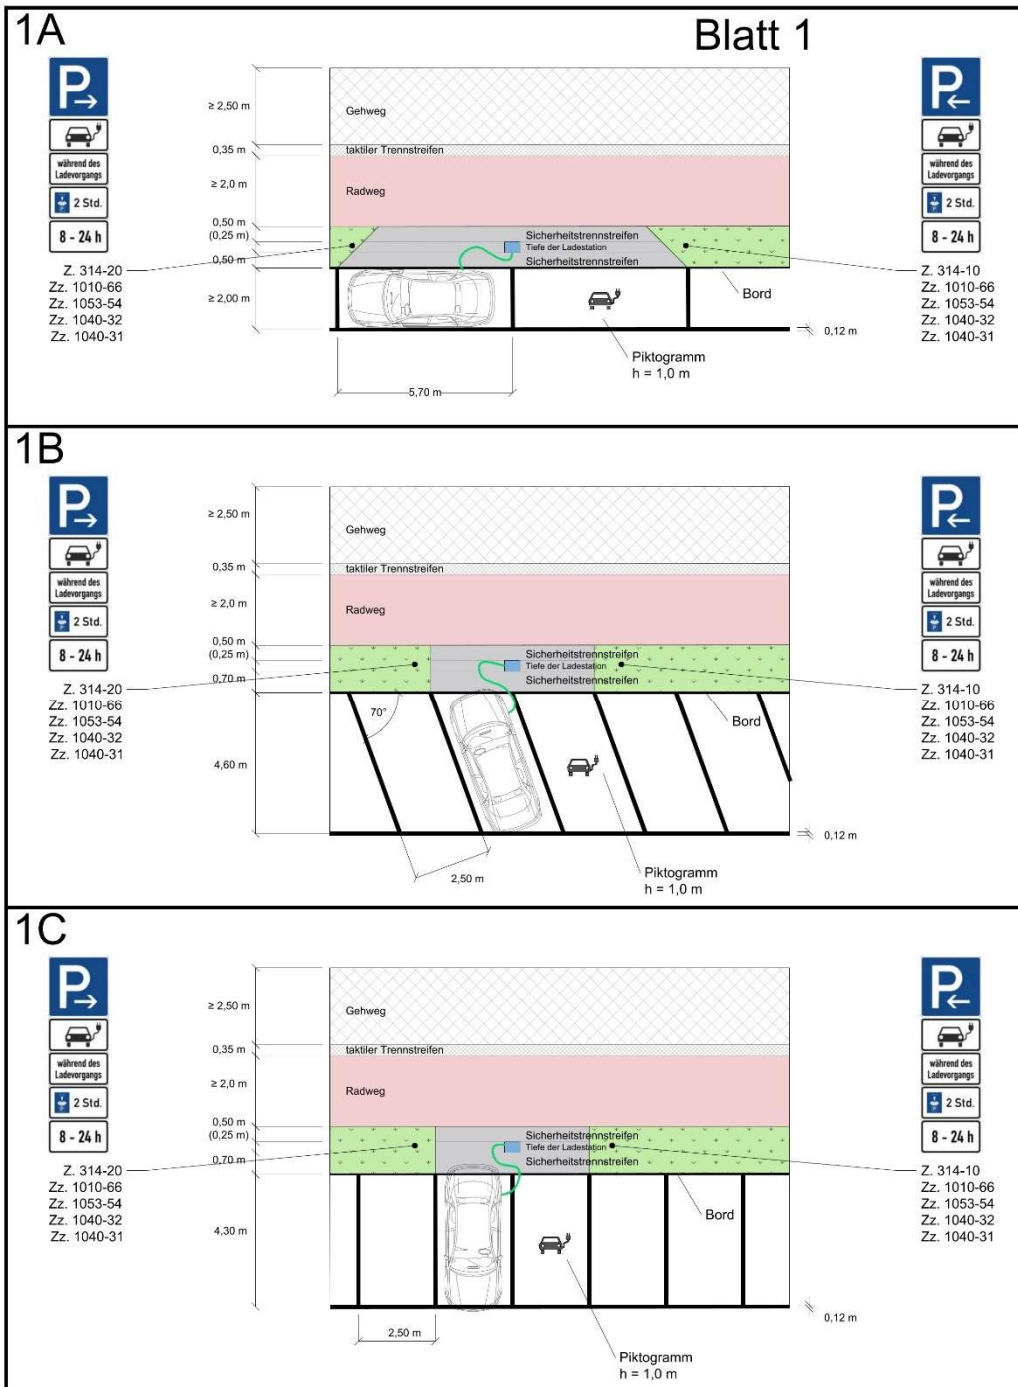 1A
Blatt 1
P
während des
Ladevorgangs
2 Std.
8 - 24 h
Z. 314-20
Zz. 1010-66
Zz. 1053-54
Zz. 1040-32
Zz. 1040-31
≥ 2,50 m
0,35 m
≥ 2,0 m
0,50 m
(0,25 m)
0,50 m
≥ 2,00 m
Gehweg
taktiler Trennstreifen
Radweg
Sicherheitstrennstreifen
Tiefe der Ladestation
Sicherheitstrennstreifen
Bord
0,12 m
Piktogramm
h = 1,0 m
5,70 m
P
während des
Ladevorgangs
2 Std.
8 - 24 h
Z. 314-10
Zz. 1010-66
Zz. 1053-54
Zz. 1040-32
Zz. 1040-31
1B
P
während des
Ladevorgangs
2 Std.
8 - 24 h
Z. 314-20
Zz. 1010-66
Zz. 1053-54
Zz. 1040-32
Zz. 1040-31
≥ 2,50 m
0,35 m
≥ 2,0 m
0,50 m
(0,25 m)
0,70 m
4,60 m
Gehweg
taktiler Trennstreifen
Radweg
Sicherheitstrennstreifen
Tiefe der Ladestation
Sicherheitstrennstreifen
70°
Bord
0,12 m
2,50 m
Piktogramm
h = 1,0 m
P
während des
Ladevorgangs
2 Std.
8 - 24 h
Z. 314-10
Zz. 1010-66
Zz. 1053-54
Zz. 1040-32
Zz. 1040-31
1C
P
während des
Ladevorgangs
2 Std.
8 - 24 h
Z. 314-20
Zz. 1010-66
Zz. 1053-54
Zz. 1040-32
Zz. 1040-31
≥ 2,50 m
0,35 m
≥ 2,0 m
0,50 m
(0,25 m)
0,70 m
4,30 m
Gehweg
taktiler Trennstreifen
Radweg
Sicherheitstrennstreifen
Tiefe der Ladestation
Sicherheitstrennstreifen
Bord
0,12 m
2,50 m
Piktogramm
h = 1,0 m
P
während des
Ladevorgangs
2 Std.
8 - 24 h
Z. 314-10
Zz. 1010-66
Zz. 1053-54
Zz. 1040-32
Zz. 1040-31